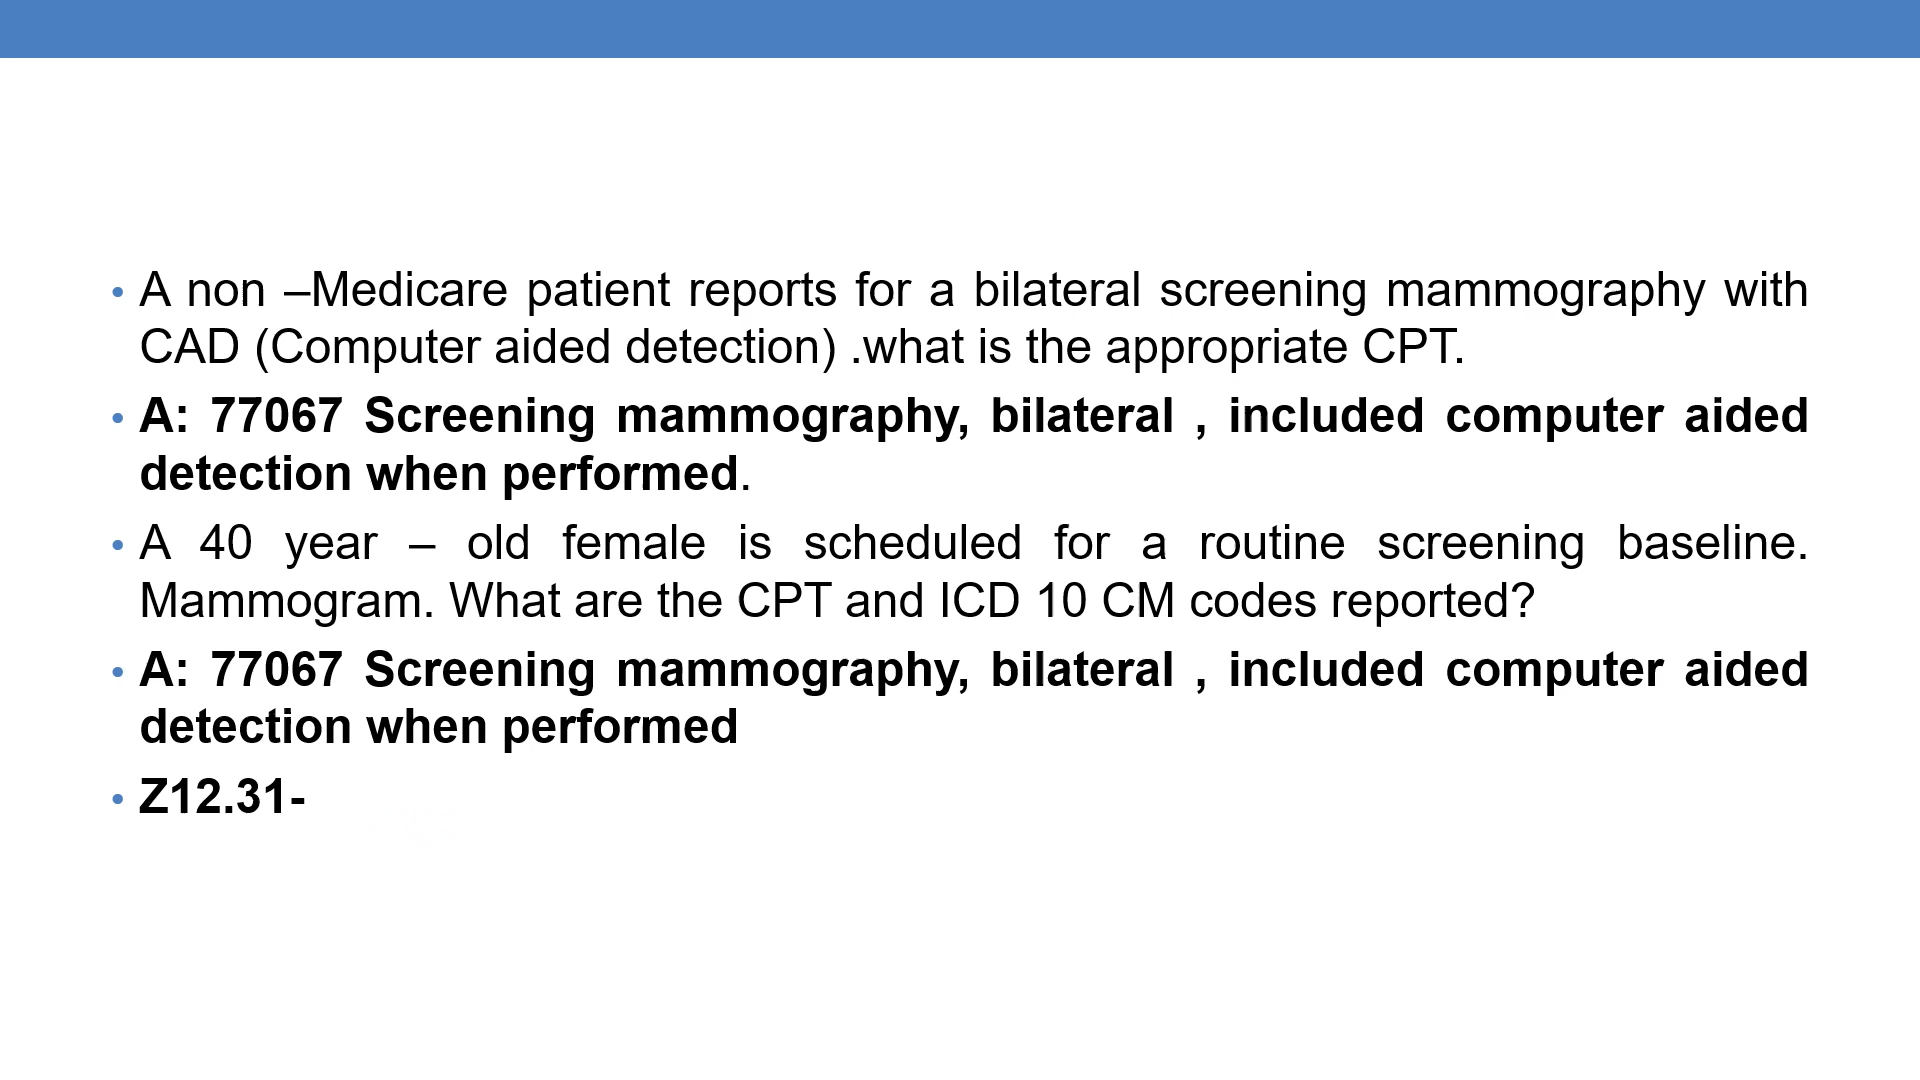 • A non –Medicare patient reports for a bilateral screening mammography with
CAD (Computer aided detection) .what is the appropriate CPT.
• A: 77067 Screening mammography, bilateral , included computer aided
detection when performed.
• A 40 year – old female is scheduled for a routine screening baseline.
Mammogram. What are the CPT and ICD 10 CM codes reported?
• A: 77067 Screening mammography, bilateral , included computer aided
detection when performed
• Z12.31-